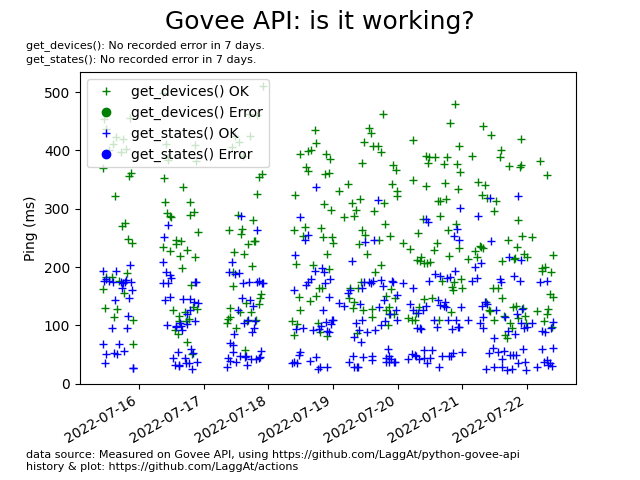 Govee API: is it working?
get_devices(): No recorded error in 7 days.
get_states(): No recorded error in 7 days.
get_devices() OK
get_devices() Error
get_states() OK
get_states() Error
500
400
300
200
100
0
Ping (ms)
2022-07-16
2022-07-17
2022-07-18
2022-07-19
2022-07-20
2022-07-21
2022-07-22
data source: Measured on Govee API, using https://github.com/LaggAt/python-govee-api
history & plot: https://github.com/LaggAt/actions